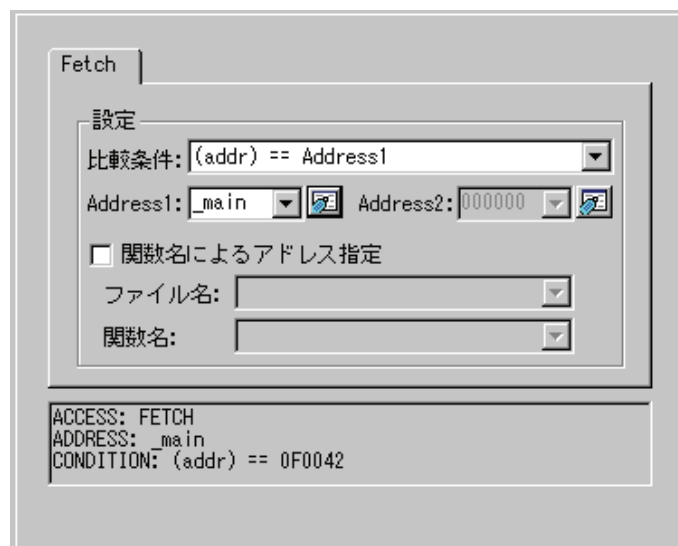 Fetch
設定
比較条件: (addr) == Address1
Address1: _main Address2: 000000
関数名によるアドレス指定
ファイル名:
関数名:
ACCESS: FETCH
ADDRESS: _main
CONDITION: (addr) == 0F0042